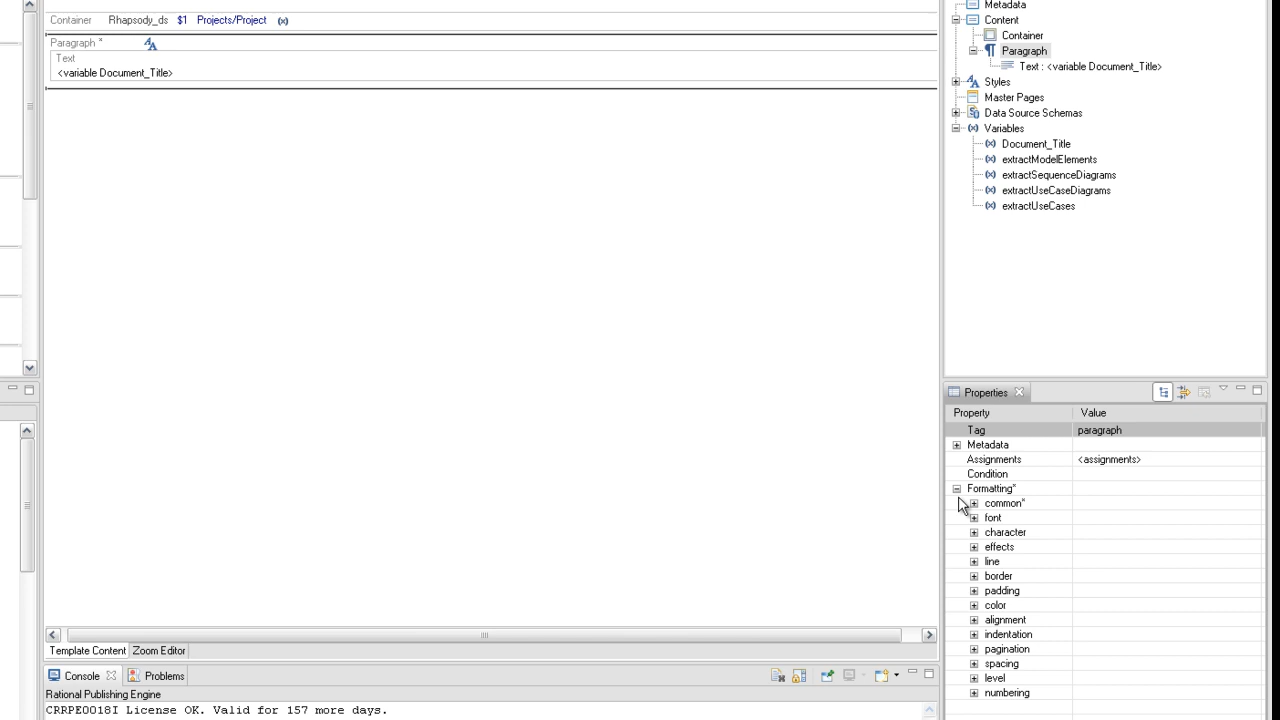 Container Rhapsody_ds $1 Projects/Project (x)
Paragraph *
Text
<variable Document_Title>
Template Content Zoom Editor
Console Problems
Rational Publishing Engine
CRRPE0018I License OK. Valid for 157 more days.
Metadata
Content
Container
Paragraph
Text : <variable Document_Title>
Styles
Master Pages
Data Source Schemas
(x) Variables
(x) Document_Title
(x) extractModelElements
(x) extractSequenceDiagrams
(x) extractUseCaseDiagrams
(x) extractUseCases
Properties
Property Value
Tag paragraph
Metadata
Assignments <assignments>
Condition
Formatting*
common*
font
character
effects
line
border
padding
color
alignment
indentation
pagination
spacing
level
numbering